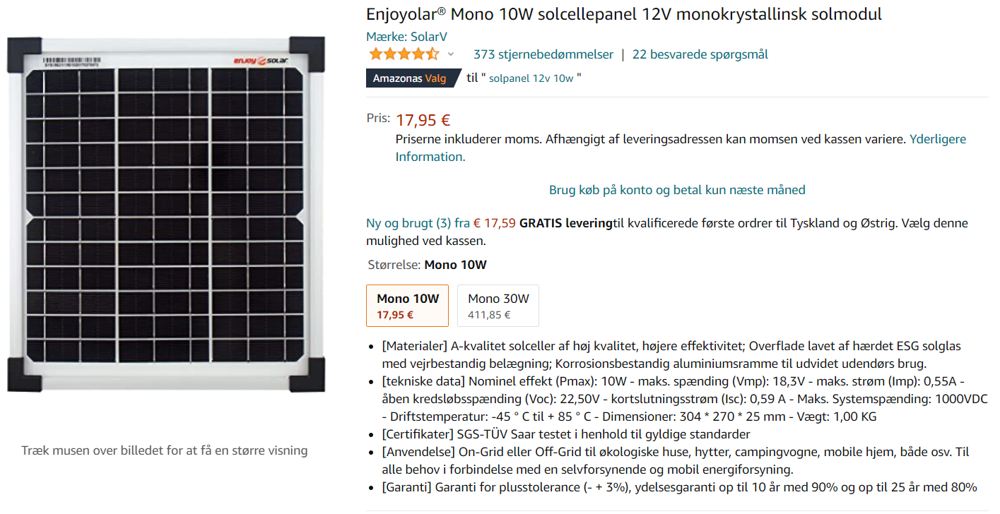 Enjoyolar® Mono 10W solcellepanel 12V monokrystallinsk solmodul
Mærke: SolarV
373 stjernebedømmelser | 22 besvarede spørgsmål
Amazonas Valg til " solpanel 12v 10w "
Pris: 17,95 €
Priserne inkluderer moms. Afhængigt af leveringsadressen kan momsen ved kassen variere. Yderligere
Information.
Brug køb på konto og betal kun næste måned
Ny og brugt (3) fra € 17,59 GRATIS leveringtil kvalificerede første ordrer til Tyskland og Østrig. Vælg denne
mulighed ved kassen.
Størrelse: Mono 10W
Mono 10W
17,95 €
Mono 30W
411,85 €
• [Materialer] A-kvalitet solceller af høj kvalitet, højere effektivitet; Overflade lavet af hærdet ESG solglas
med vejrbestandig belægning; Korrosionsbestandig aluminiumsramme til udvidet udendørs brug.
• [tekniske data] Nominel effekt (Pmax): 10W - maks. spænding (Vmp): 18,3V - maks. strøm (Imp): 0,55A -
åben kredsløbsspænding (Voc): 22,50V - kortslutningsstrøm (Isc): 0,59 A - Maks. Systemspænding: 1000VDC
- Driftstemperatur: -45 ° C til + 85 ° C - Dimensioner: 304 * 270 * 25 mm - Vægt: 1,00 KG
• [Certifikater] SGS-TÜV Saar testet i henhold til gyldige standarder
• [Anvendelse] On-Grid eller Off-Grid til økologiske huse, hytter, campingvogne, mobile hjem, både osv. Til
alle behov i forbindelse med en selvforsynende og mobil energiforsyning.
• [Garanti] Garanti for plusstolerance (- + 3%), ydelsesgaranti op til 10 år med 90% og op til 25 år med 80%
enjoy solar
Træk musen over billedet for at få en større visning